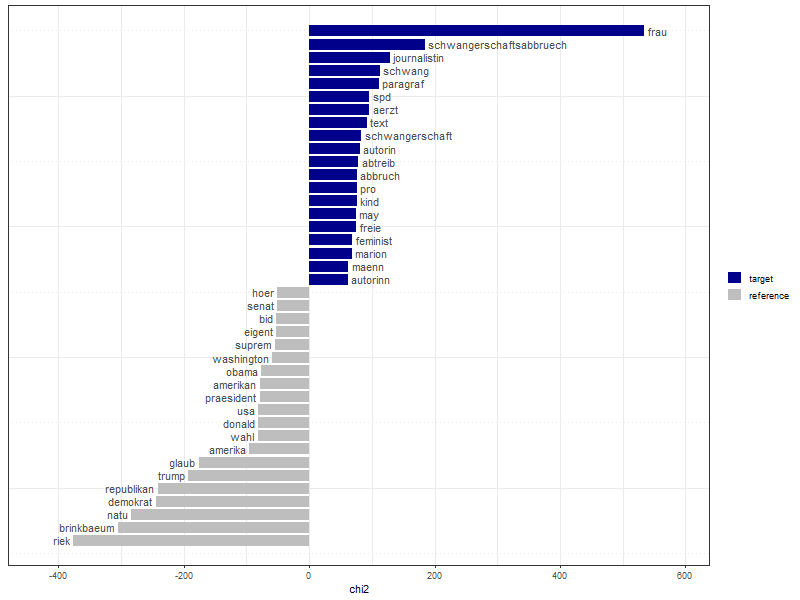 frau
schwangerschaftsabbruech
journalistin
schwang
paragraf
spd
aerzt
text
schwangerschaft
autorin
abtreib
abbruch
pro
kind
may
freie
feminist
marion
maenn
autorinn
hoer
senat
bid
eigent
suprem
washington
obama
amerikan
praesident
usa
donald
wahl
amerika
glaub
trump
republikan
demokrat
natu
brinkbaeum
riek
target
reference
-400 -200 0 200 400 600
chi2